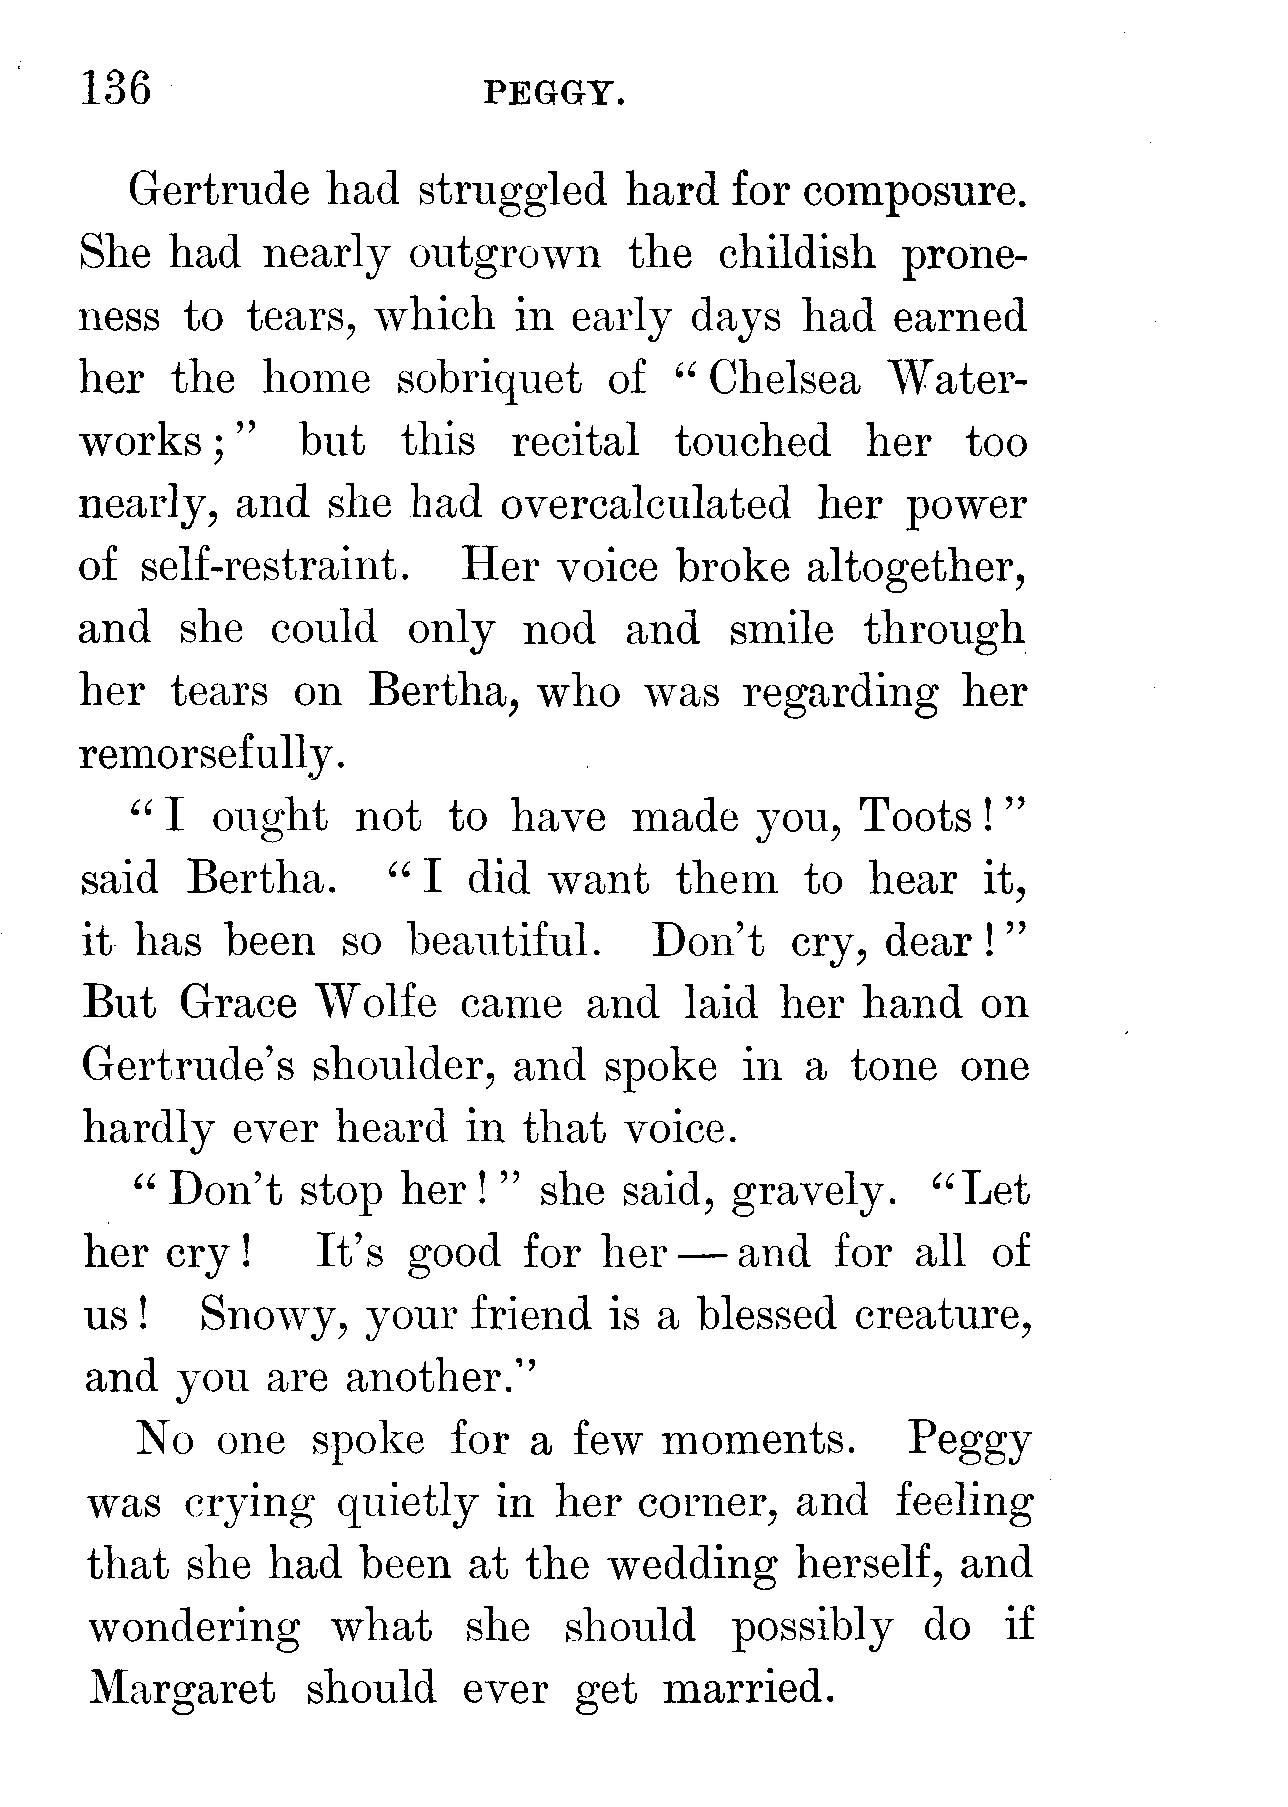 136 PEGGY.
Gertrude had struggled hard for composure.
She had nearly outgrown the childish prone-
ness to tears, which in early days had earned
her the home sobriquet of “Chelsea Water-
works;” but this recital touched her too
nearly, and she had overcalculated her power
of self-restraint. Her voice broke altogether,
and she could only nod and smile through
her tears on Bertha, who was regarding her
remorsefully.
“I ought not to have made you, Toots!”
said Bertha. “I did want them to hear it,
it has been so beautiful. Don’t cry, dear!”
But Grace Wolfe came and laid her hand on
Gertrude’s shoulder, and spoke in a tone one
hardly ever heard in that voice.
“Don’t stop her!” she said, gravely. “Let
her cry! It’s good for her — and for all of
us! Snowy, your friend is a blessed creature,
and you are another.”
No one spoke for a few moments. Peggy
was crying quietly in her corner, and feeling
that she had been at the wedding herself, and
wondering what she should possibly do if
Margaret should ever get married.